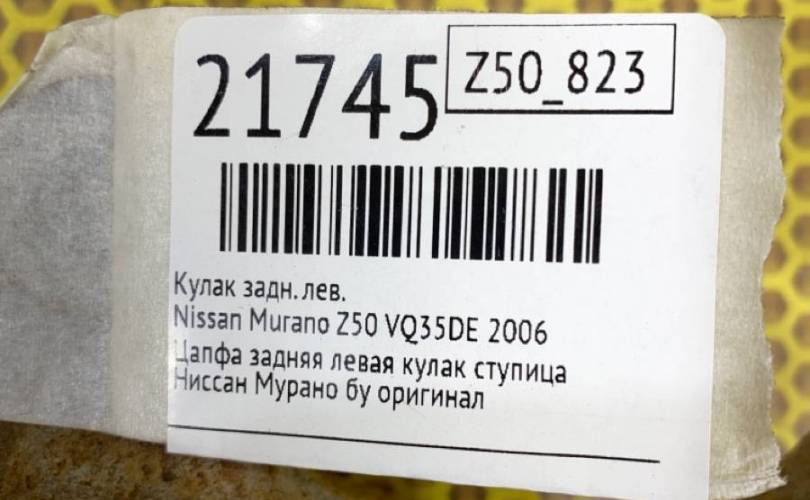 21745
Z50_823
Кулак задн. лев.
Nissan Murano Z50 VQ35DE 2006
Цапфа задняя левая кулак ступица
Ниссан Мурано бу оригинал